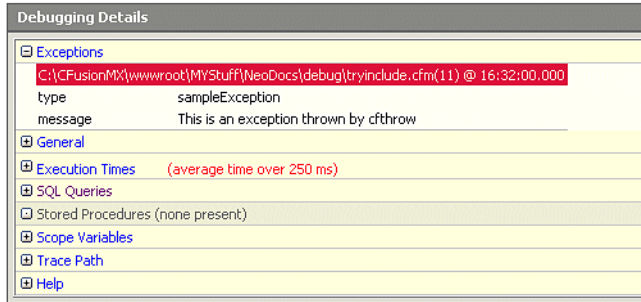 Debugging Details
Exceptions
C:\CFusionMX\wwwroot\MYStuff\NeoDocs\debug\tryinclude.cfm(11) @ 16:32:00.000
type sampleException
message This is an exception thrown by cfthrow
General
Execution Times (average time over 250 ms)
SQL Queries
Stored Procedures (none present)
Scope Variables
Trace Path
Help